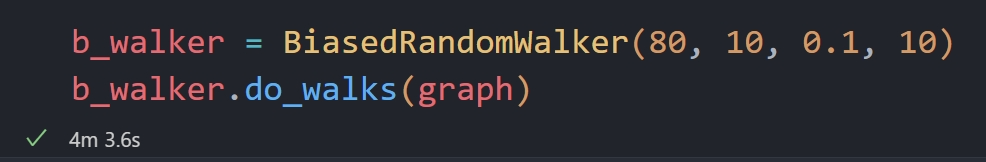 b_walker = BiasedRandomWalker(80, 10, 0.1, 10)
b_walker.do_walks(graph)
4m 3.6s